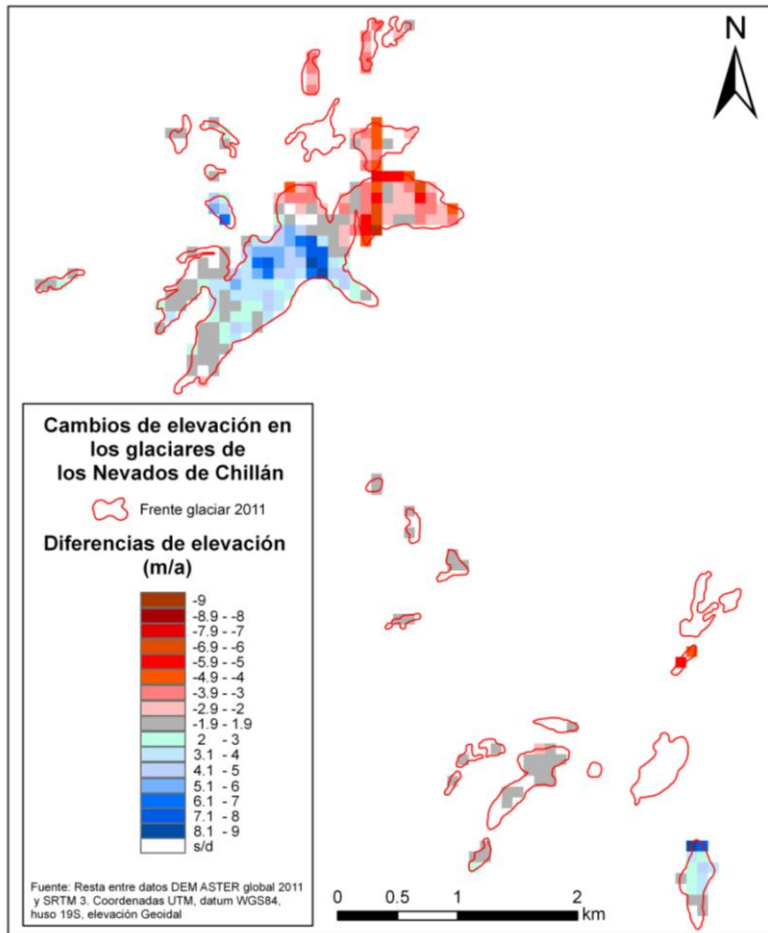 N
Cambios de elevación en
los glaciares de
los Nevados de Chillán
Frente glaciar 2011
Diferencias de elevación
(m/a)
-9
-8.9 - -8
-7.9 - -7
-6.9 - -6
-5.9 - -5
-4.9 - -4
-3.9 - -3
-2.9 - -2
-1.9 - 1.9
2 - 3
3.1 - 4
4.1 - 5
5.1 - 6
6.1 - 7
7.1 - 8
8.1 - 9
s/d
Fuente: Resta entre datos DEM ASTER global 2011
y SRTM 3. Coordenadas UTM, datum WGS84,
huso 19S, elevación Geoidal
0 0.5 1 2
km